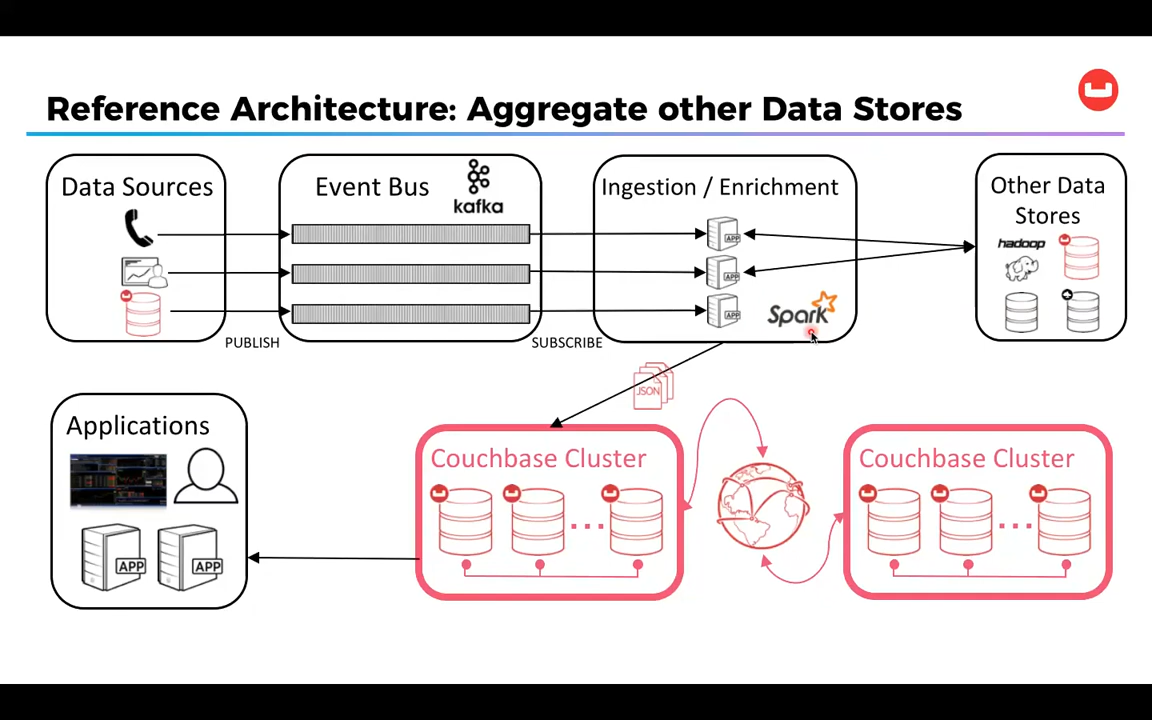 Reference Architecture: Aggregate other Data Stores
Data Sources
Event Bus
kafka
Ingestion / Enrichment
Other Data
Stores
hadoop
APP
APP
APP
Spark
PUBLISH
SUBSCRIBE
JSON
Applications
APP
APP
Couchbase Cluster
...
Couchbase Cluster
...